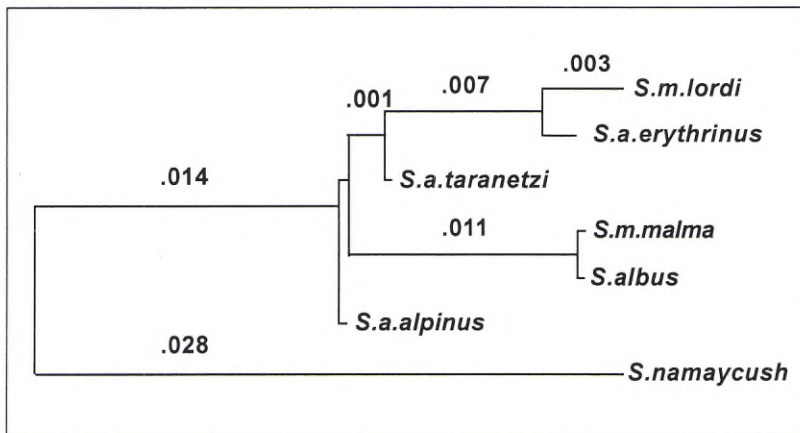 .003
.007
S.m.lordi
.001
S.a.erythrinus
.014
S.a.taranetzi
.011
S.m.malma
S.albus
S.a.alpinus
.028
S.namaycush